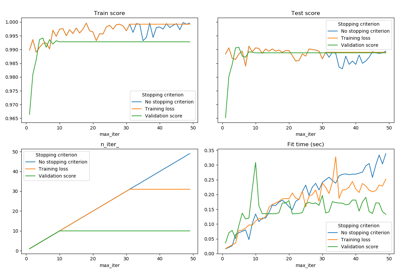 Train score
1.000
0.995
0.990
0.985
0.980
0.975
0.970
0.965
Stopping criterion
No stopping criterion
Training loss
Validation score
0 10 20 30 40 50
max_iter
Test score
Stopping criterion
No stopping criterion
Training loss
Validation score
0 10 20 30 40 50
max_iter
n_iter_
50
40
30
20
10
0
Stopping criterion
No stopping criterion
Training loss
Validation score
0 10 20 30 40 50
max_iter
Fit time (sec)
0.35
0.30
0.25
0.20
0.15
0.10
0.05
0.00
Stopping criterion
No stopping criterion
Training loss
Validation score
0 10 20 30 40 50
max_iter